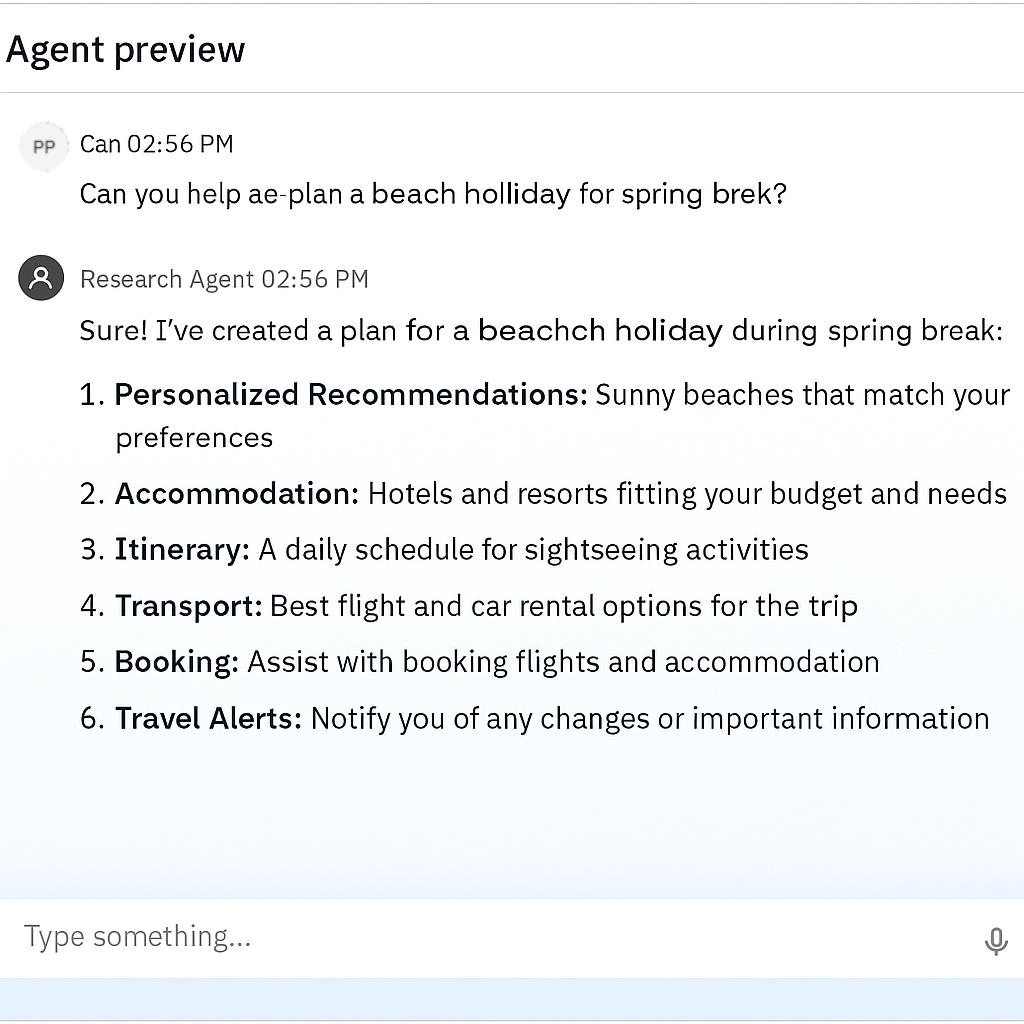 Agent preview
PP
Can 02:56 PM
Can you help ae-plan a beach holliday for spring brek?
Research Agent 02:56 PM
Sure! I’ve created a plan for a beachch holiday during spring break:
1. Personalized Recommendations: Sunny beaches that match your
preferences
2. Accommodation: Hotels and resorts fitting your budget and needs
3. Itinerary: A daily schedule for sightseeing activities
4. Transport: Best flight and car rental options for the trip
5. Booking: Assist with booking flights and accommodation
6. Travel Alerts: Notify you of any changes or important information
Type something...